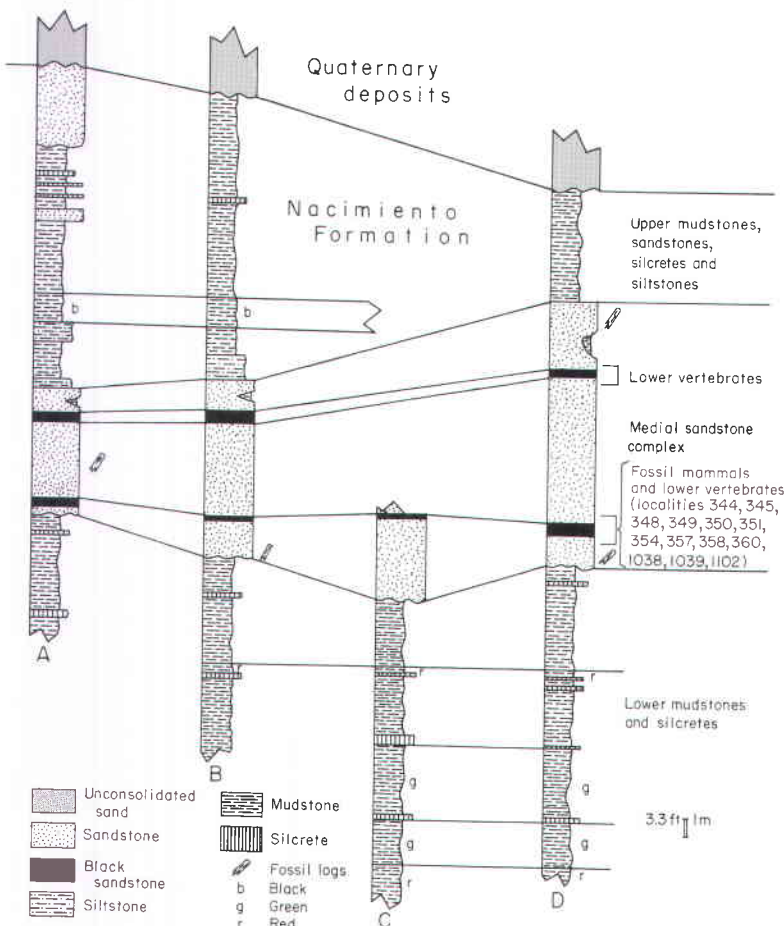 Quaternary
deposits
Nacimiento
Formation
Upper mudstones,
sandstones,
silcretes and
siltstones
b
b
Lower vertebrates
Medial sandstone
complex
Fossil mammals
and lower vertebrates
(localities 344, 345,
348, 349, 350, 351,
354, 357, 358, 360,
1038, 1039, 1102)
A
r
r
r
Lower mudstones
and silcretes
B
g
g
3.3 ft 1m
g
g
r
r
C
D
Unconsolidated
sand
Sandstone
Black
sandstone
Siltstone
Mudstone
Silcrete
Fossil logs
b Black
g Green
r Red